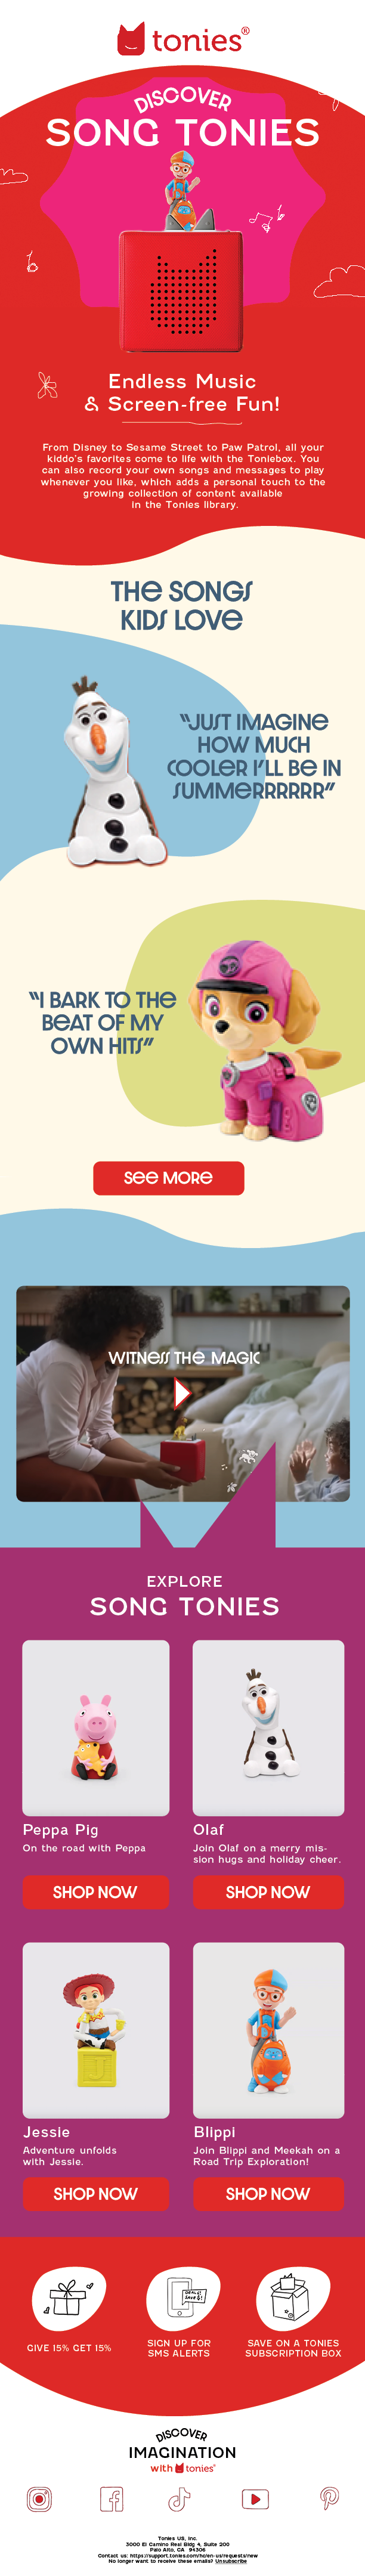 tonies®
DISCOVER
SONG TONIES
Endless Music
& Screen-free Fun!
From Disney to Sesame Street to Paw Patrol, all your
kiddo's favorites come to life with the Toniebox. You
can also record your own songs and messages to play
whenever you like, which adds a personal touch to the
growing collection of content available
in the Tonies library.
THE SONGS
KIDS LOVE
"JUST IMAGINE
HOW MUCH
COOLER I'LL BE IN
SUMMERRRRRR"
"I BARK TO THE
BEAT OF MY
OWN HITS"
SEE MORE
WITNESS THE MAGIC
EXPLORE
SONG TONIES
Peppa Pig
On the road with Peppa
SHOP NOW
Olaf
Join Olaf on a merry mis-
sion hugs and holiday cheer.
SHOP NOW
J
Jessie
Adventure unfolds
with Jessie.
SHOP NOW
Blippi
Join Blippi and Meekah on a
Road Trip Exploration!
SHOP NOW
GIVE 15% GET 15%
DEALS!
SAVE $!
SIGN UP FOR
SMS ALERTS
SAVE ON A TONIES
SUBSCRIPTION BOX
DISCOVER
IMAGINATION
with tonies®
Tonies US, Inc.
3000 El Camino Real Bldg 4, Suite 200
Palo Alto, CA 94306
Contact us: https://support.tonies.com/hc/en-us/requests/new
No longer want to receive these emails? Unsubscribe